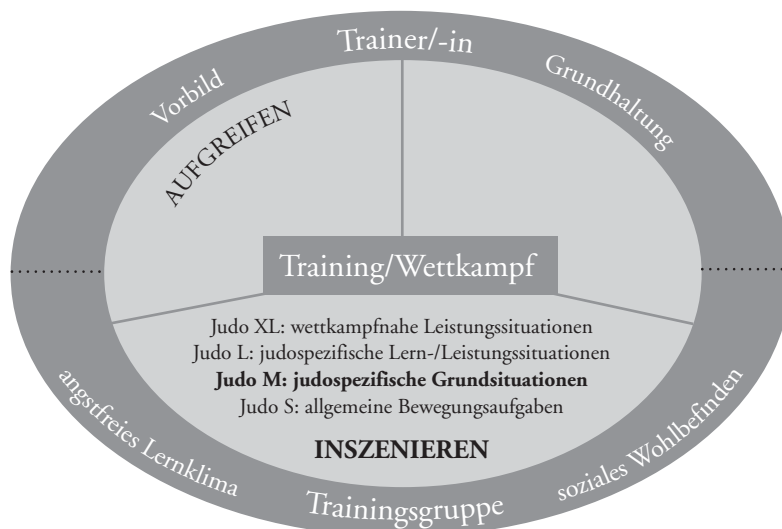 Trainer/-in
Vorbild
Grundhaltung
AUFGREIFEN
Training/Wettkampf
Judo XL: wettkampfnahe Leistungssituationen
Judo L: judospezifische Lern-/Leistungssituationen
Judo M: judospezifische Grundsituationen
Judo S: allgemeine Bewegungsaufgaben
INSZENIEREN
angstfreies Lernklima
soziales Wohlbefinden
Trainingsgruppe